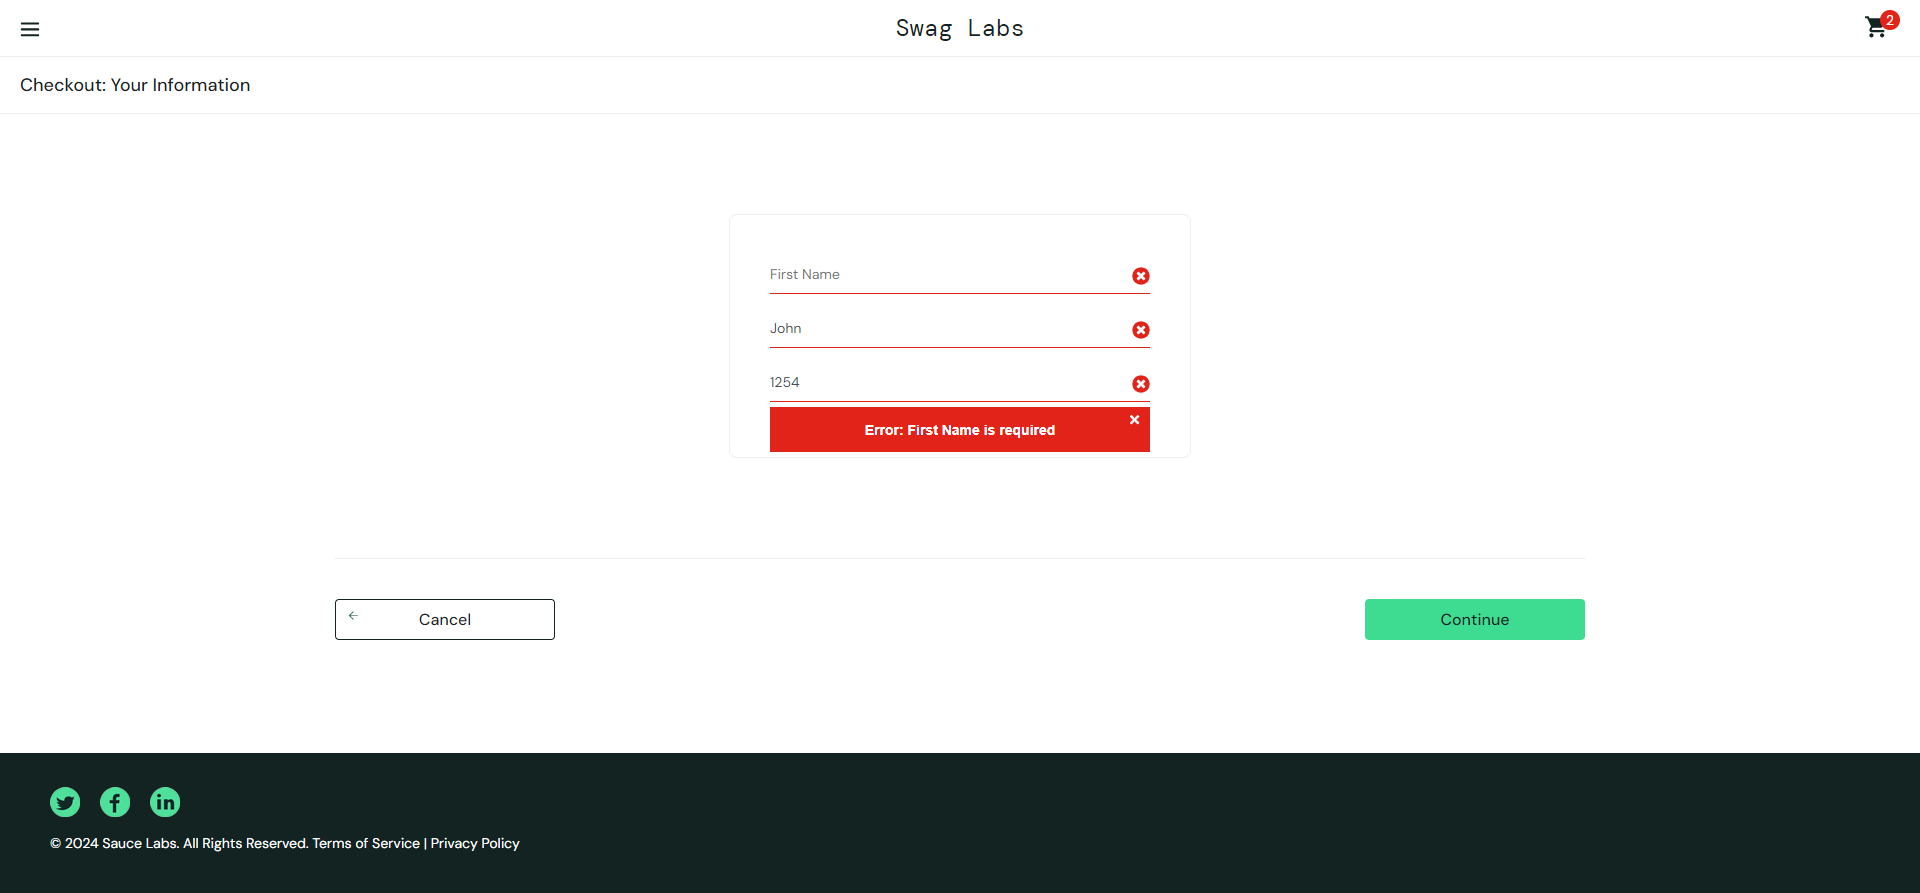 Swag Labs
2
Checkout: Your Information
First Name
John
1254
Error: First Name is required
Cancel
Continue
© 2024 Sauce Labs. All Rights Reserved. Terms of Service | Privacy Policy